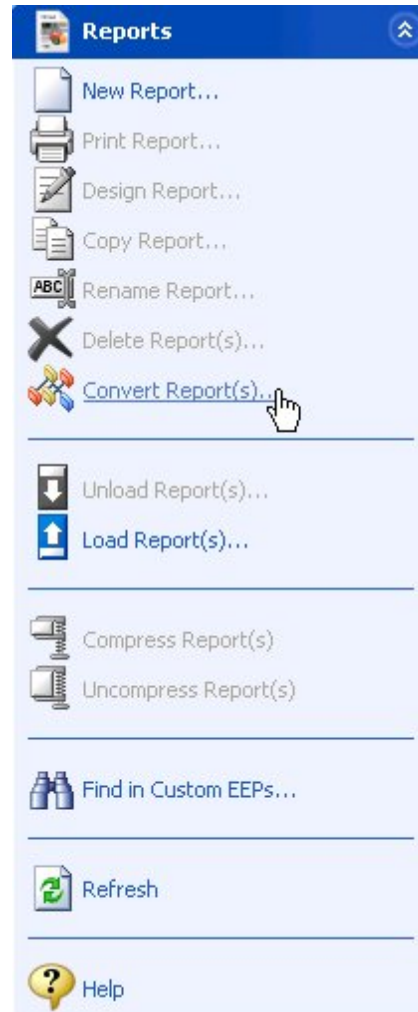 Reports
New Report...
Print Report...
Design Report...
Copy Report...
ABC Rename Report...
Delete Report(s)...
Convert Report(s)...
Unload Report(s)...
Load Report(s)...
Compress Report(s)
Uncompress Report(s)
Find in Custom EEPs...
Refresh
? Help